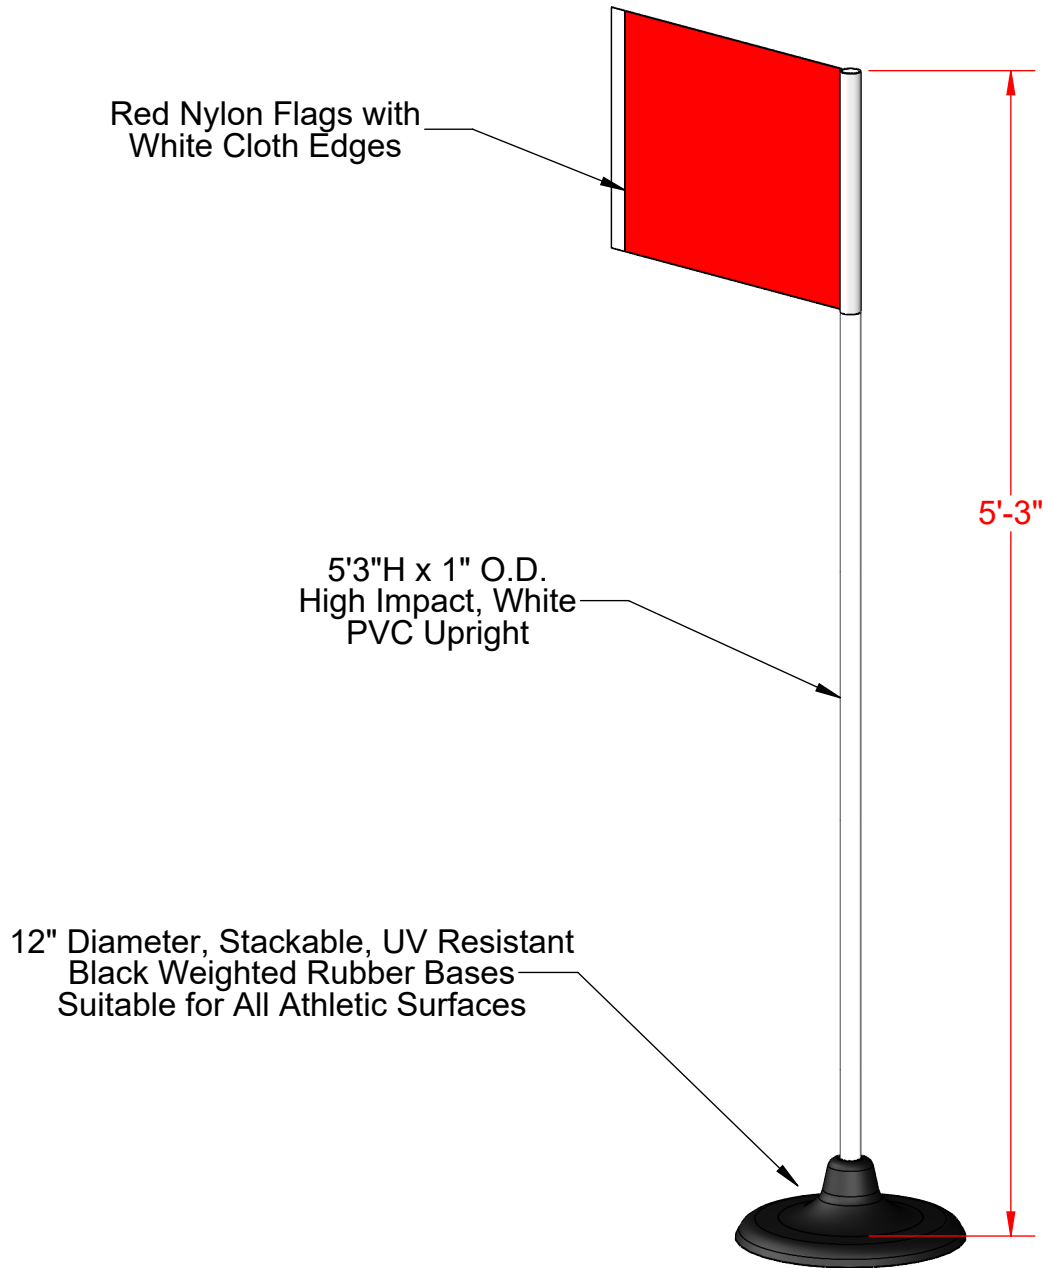 Red Nylon Flags with
White Cloth Edges
5'-3"
5'3"H x 1" O.D.
High Impact, White
PVC Upright
12" Diameter, Stackable, UV Resistant
Black Weighted Rubber Bases
Suitable for All Athletic Surfaces